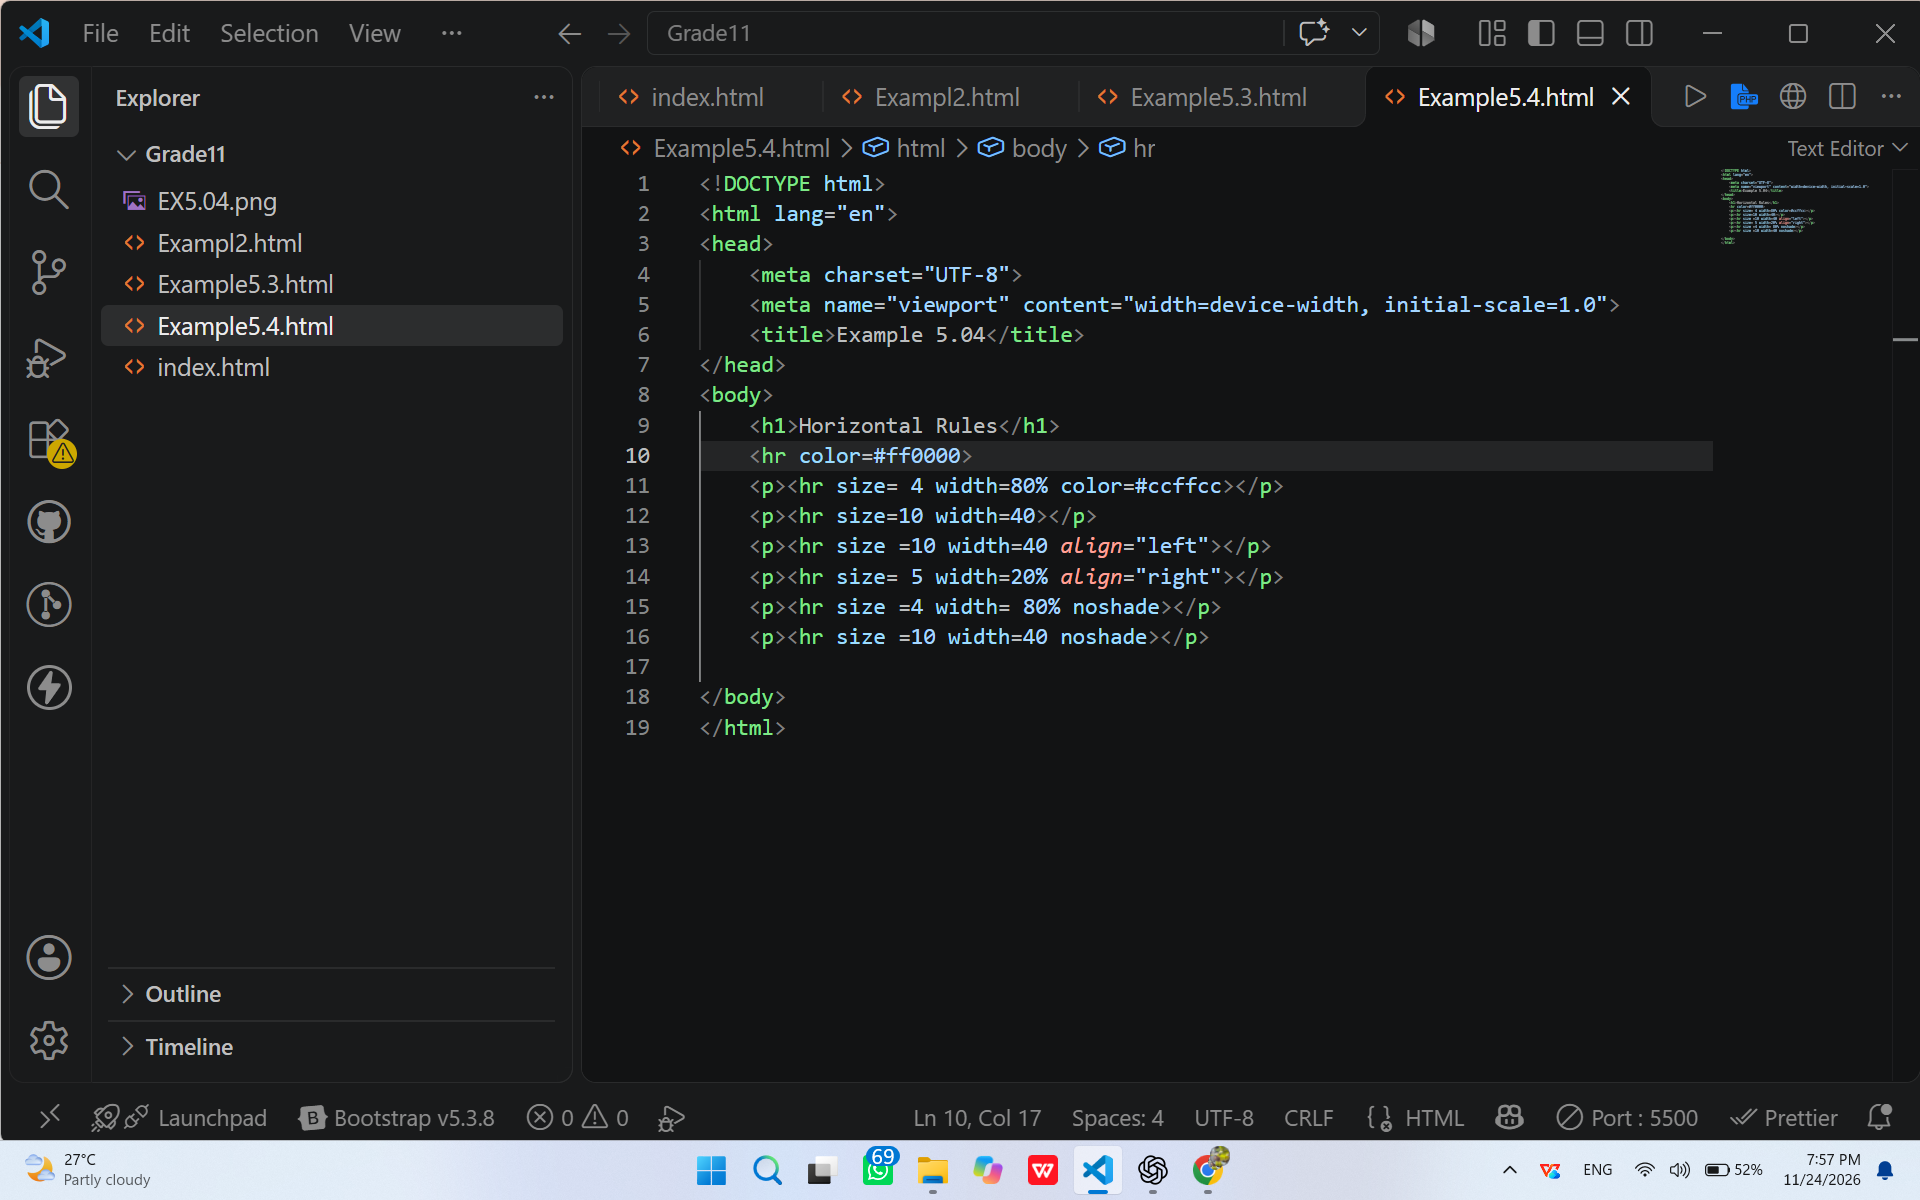 File Edit Selection View ··· Grade11
Explorer ···
Grade11
EX5.04.png
Exampl2.html
Example5.3.html
Example5.4.html
index.html
Outline
Timeline
index.html Exampl2.html Example5.3.html Example5.4.html PHP
Example5.4.html > html > body > hr Text Editor
1 <!DOCTYPE html>
2 <html lang="en">
3 <head>
4 <meta charset="UTF-8">
5 <meta name="viewport" content="width=device-width, initial-scale=1.0">
6 <title>Example 5.04</title>
7 </head>
8 <body>
9 <h1>Horizontal Rules</h1>
10 <hr color=#ff0000>
11 <p><hr size= 4 width=80% color=#ccffcc></p>
12 <p><hr size=10 width=40></p>
13 <p><hr size =10 width=40 align="left"></p>
14 <p><hr size= 5 width=20% align="right"></p>
15 <p><hr size =4 width= 80% noshade></p>
16 <p><hr size =10 width=40 noshade></p>
17
18 </body>
19 </html>
Launchpad B Bootstrap v5.3.8 0 0 Ln 10, Col 17 Spaces: 4 UTF-8 CRLF HTML Port : 5500 Prettier
27°C
Partly cloudy
69
W
ENG
52%
7:57 PM
11/24/2026